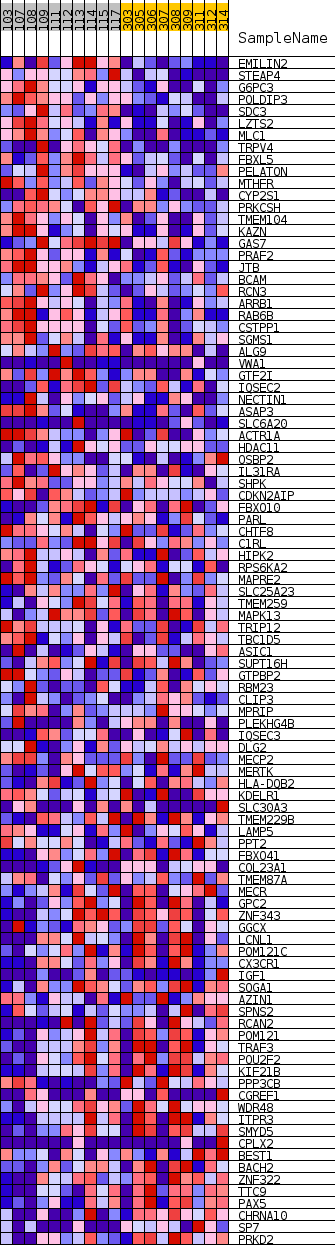 103 107 108 109 111 112 113 114 115 117 303 305 306 307 308 309 311 312 314
SampleName
EMILIN2
STEAP4
G6PC3
POLDIP3
SDC3
LZTS2
MLC1
TRPV4
FBXL5
PELATON
MTHFR
CYP2S1
PRKCSH
TMEM104
KAZN
GAS7
PRAF2
JTB
BCAM
RCN3
ARRB1
RAB6B
CSTPP1
SGMS1
ALG9
VWA1
GTF2I
IQSEC2
NECTIN1
ASAP3
SLC6A20
ACTR1A
HDAC11
OSBP2
IL31RA
SHPK
CDKN2AIP
FBXO10
PARL
CHTF8
C1RL
HIPK2
RPS6KA2
MAPRE2
SLC25A23
TMEM259
MAPK13
TRIP12
TBC1D5
ASIC1
SUPT16H
GTPBP2
RBM23
CLIP3
MPRIP
PLEKHG4B
IQSEC3
DLG2
MECP2
MERTK
HLA-DQB2
KDELR1
SLC30A3
TMEM229B
LAMP5
PPT2
FBXO41
COL23A1
TMEM87A
MECR
GPC2
ZNF343
GGCX
LCNL1
POM121C
CX3CR1
IGF1
SOGA1
AZIN1
SPNS2
RCAN2
POM121
TRAF3
POU2F2
KIF21B
PPP3CB
CGREF1
WDR48
ITPR3
SMYD5
CPLX2
BEST1
BACH2
ZNF322
TTC9
PAX5
CHRNA10
SP7
PRKD2